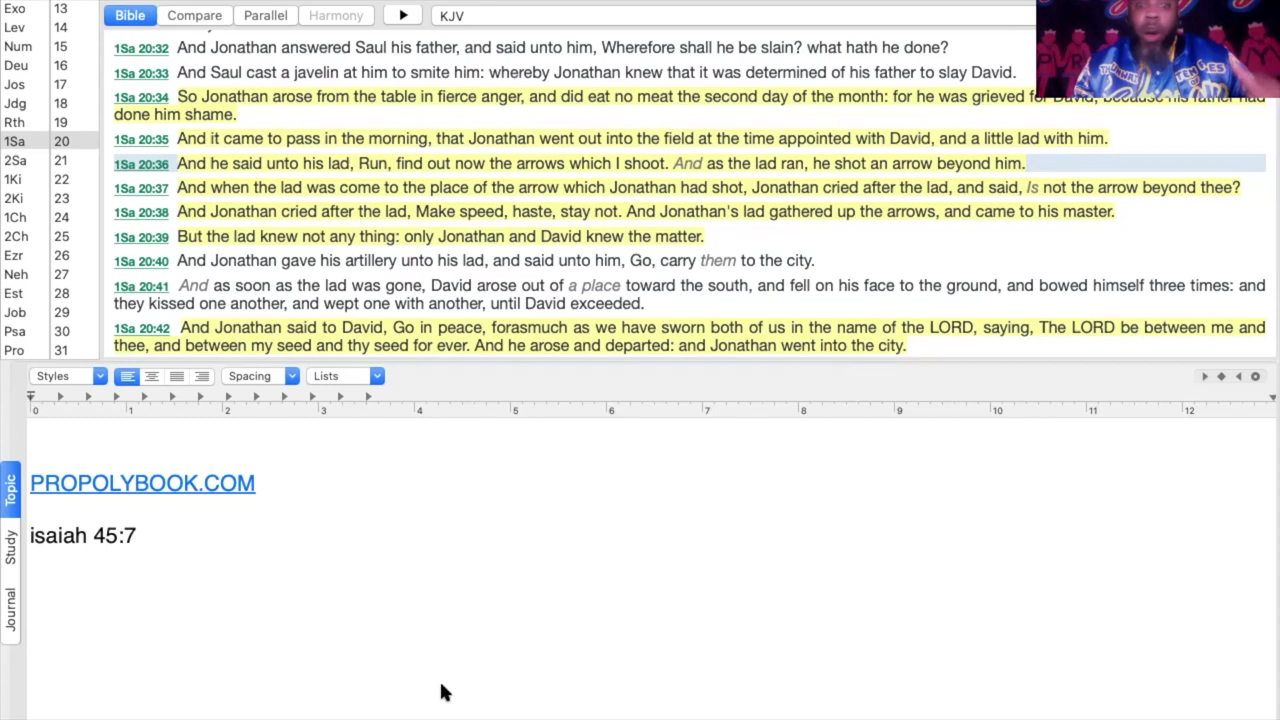 Exo 13
Lev 14
Num 15
Deu 16
Jos 17
Jdg 18
Rth 19
1Sa 20
2Sa 21
1Ki 22
2Ki 23
1Ch 24
2Ch 25
Ezr 26
Neh 27
Est 28
Job 29
Psa 30
Pro 31
Bible Compare Parallel Harmony KJV
1Sa 20:32 And Jonathan answered Saul his father, and said unto him, Wherefore shall he be slain? what hath he done?
1Sa 20:33 And Saul cast a javelin at him to smite him: whereby Jonathan knew that it was determined of his father to slay David.
1Sa 20:34 So Jonathan arose from the table in fierce anger, and did eat no meat the second day of the month: for he was grieved for David, because his father had
done him shame.
1Sa 20:35 And it came to pass in the morning, that Jonathan went out into the field at the time appointed with David, and a little lad with him.
1Sa 20:36 And he said unto his lad, Run, find out now the arrows which I shoot. And as the lad ran, he shot an arrow beyond him.
1Sa 20:37 And when the lad was come to the place of the arrow which Jonathan had shot, Jonathan cried after the lad, and said, Is not the arrow beyond thee?
1Sa 20:38 And Jonathan cried after the lad, Make speed, haste, stay not. And Jonathan's lad gathered up the arrows, and came to his master.
1Sa 20:39 But the lad knew not any thing: only Jonathan and David knew the matter.
1Sa 20:40 And Jonathan gave his artillery unto his lad, and said unto him, Go, carry them to the city.
1Sa 20:41 And as soon as the lad was gone, David arose out of a place toward the south, and fell on his face to the ground, and bowed himself three times: and
they kissed one another, and wept one with another, until David exceeded.
1Sa 20:42 And Jonathan said to David, Go in peace, forasmuch as we have sworn both of us in the name of the LORD, saying, The LORD be between me and
thee, and between my seed and thy seed for ever. And he arose and departed: and Jonathan went into the city.
Styles Spacing Lists
0 1 2 3 4 5 6 7 8 9 10 11 12
Topic
Study
Journal
PROPOLYBOOK.COM
isaiah 45:7